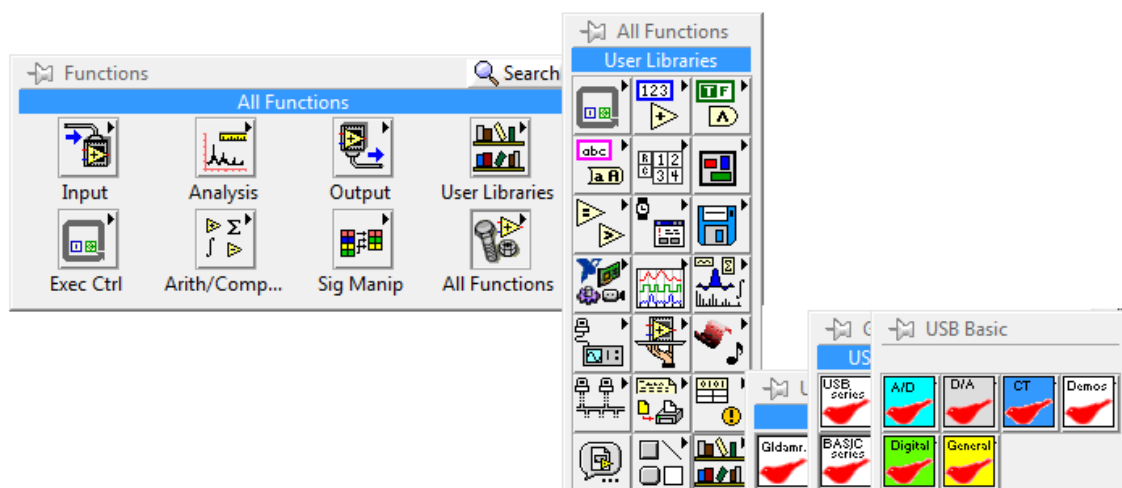 Functions
Search
All Functions
Input
Analysis
Output
User Libraries
Exec Ctrl
Arith/Comp...
Sig Manip
All Functions
All Functions
User Libraries
123
T F
abc
a A
R 1 2
C 3 4
U
Gldamr.
G
US
USB
series
BASIC
series
USB Basic
A/D
D/A
CT
Demos
Digital
General